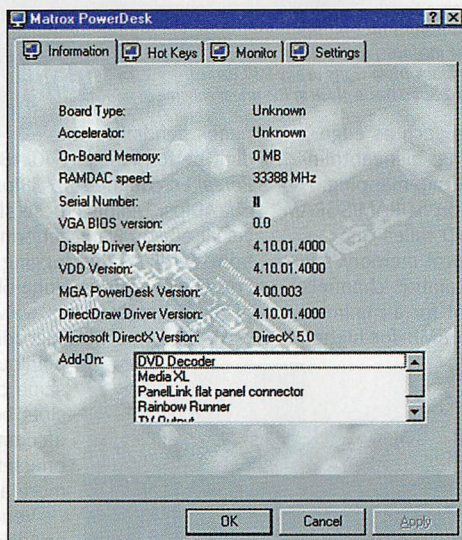 Matrox PowerDesk
Information Hot Keys Monitor Settings
Board Type: Unknown
Accelerator: Unknown
On-Board Memory: 0 MB
RAMDAC speed: 33388 MHz
Serial Number:
VGA BIOS version: 0.0
Display Driver Version: 4.10.01.4000
VDD Version: 4.10.01.4000
MGA PowerDesk Version: 4.00.003
DirectDraw Driver Version: 4.10.01.4000
Microsoft DirectX Version: DirectX 5.0
Add-On: DVD Decoder
Media XL
PanelLink flat panel connector
Rainbow Runner
TV Output
OK Cancel Apply